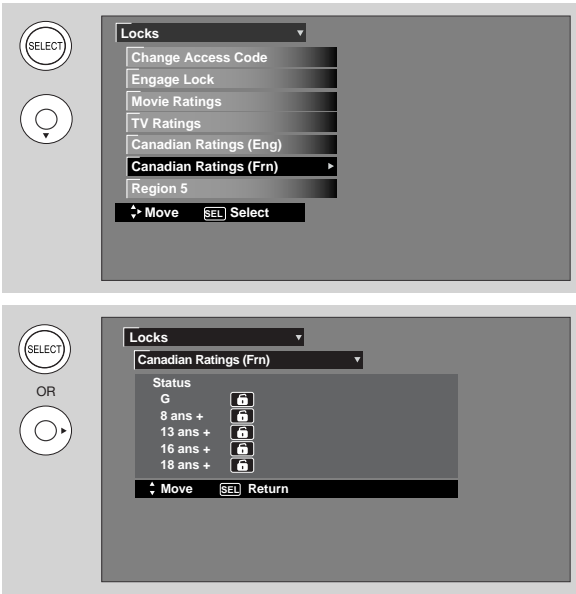 SELECT
Locks
Change Access Code
Engage Lock
Movie Ratings
TV Ratings
Canadian Ratings (Eng)
Canadian Ratings (Frn)
Region 5
Move SEL Select
SELECT
OR
Locks
Canadian Ratings (Frn)
Status
G
8 ans +
13 ans +
16 ans +
18 ans +
Move SEL Return